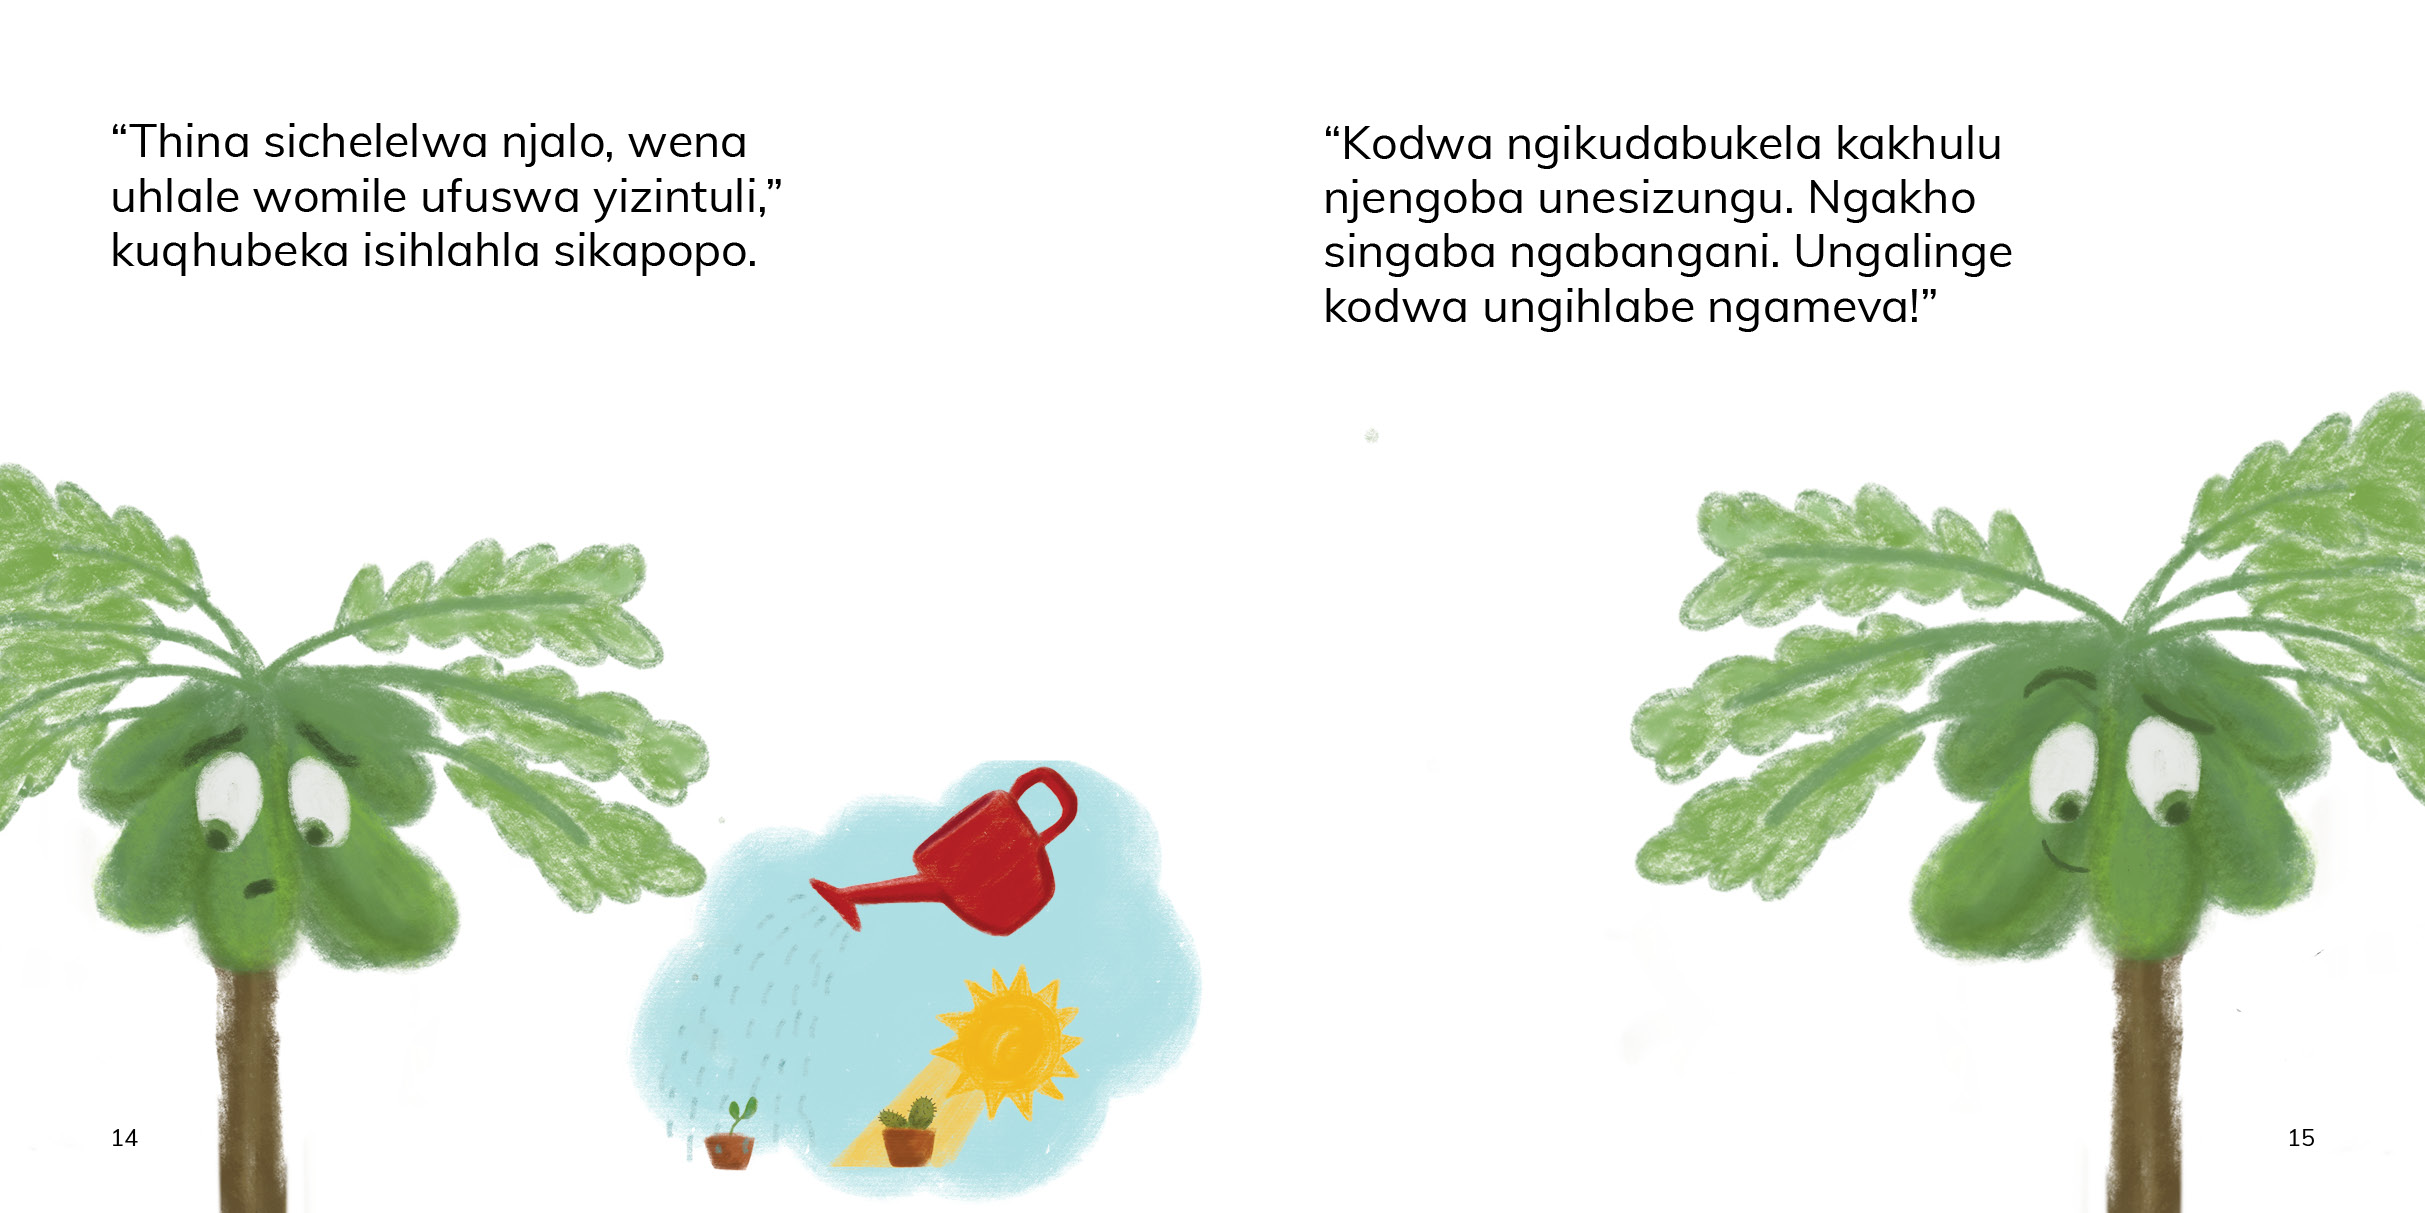 “Thina sichelelwa njalo, wena
uhlale womile ufuswa yizintuli,”
kuqhubeka isihlahla sikapopo.
14
“Kodwa ngikudabukela kakhulu
njengoba unesizungu. Ngakho
singaba ngabangani. Ungalinge
kodwa ungihlabe ngameva!”
15